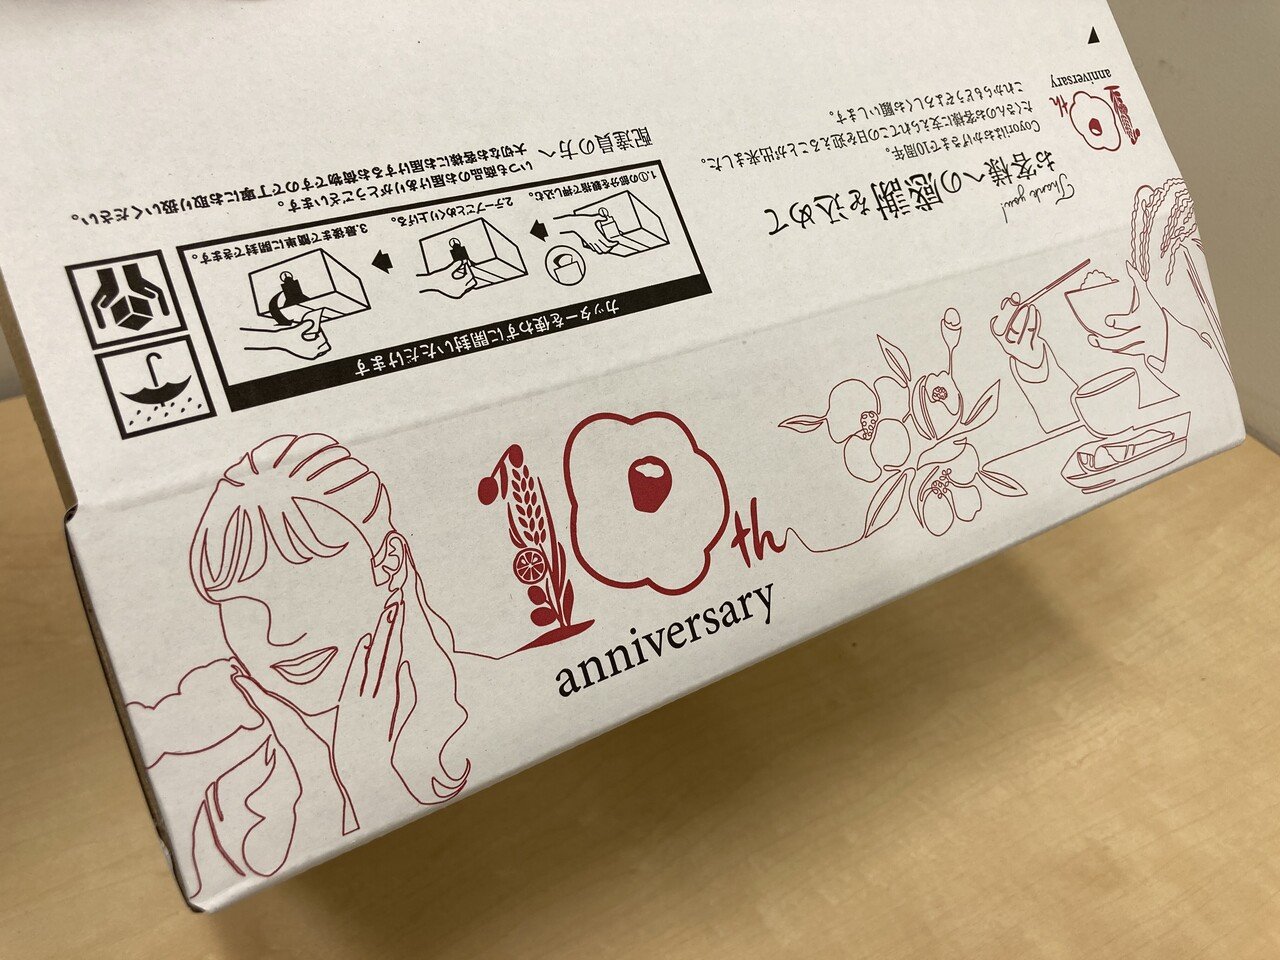 10th
anniversary
10th
anniversary
Thank you!
お客様への感謝を込めて
Coyoriはおかげさまで10周年。
たくさんのお客様に支えられてこの日を迎えることが出来ました。
これからもどうぞよろしくお願いします。
カッターを使わずに開封いただけます
1.①の部分を親指で押し込む。
2.テープごとめくり上げる。
3.最後まで簡単に開封できます。
配達員の方へ
いつも商品のお届けありがとうございます。
大切なお客様にお届けするお荷物ですので丁寧にお取り扱いください。